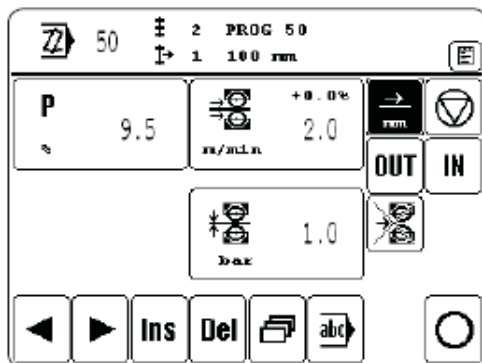 50 2 PROG 50
1 100 mm
P
% 9.5
+0.0%
m/min 2.0
mm
OUT IN
bar 1.0
Ins Del abc